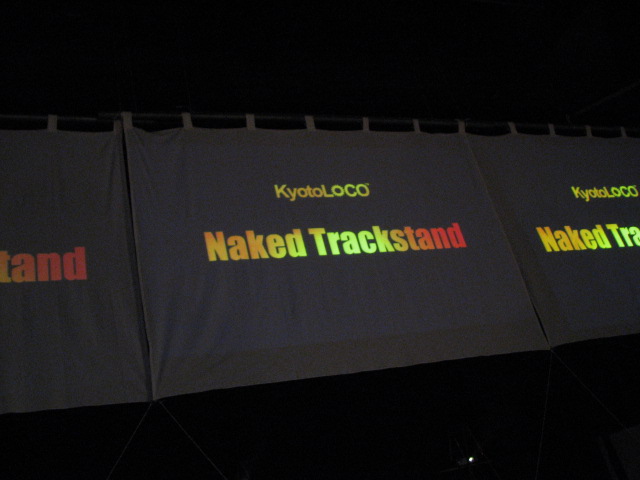 KyotoLOCO
Naked Trackstand
tand
KyotoLOCO
Naked Tra